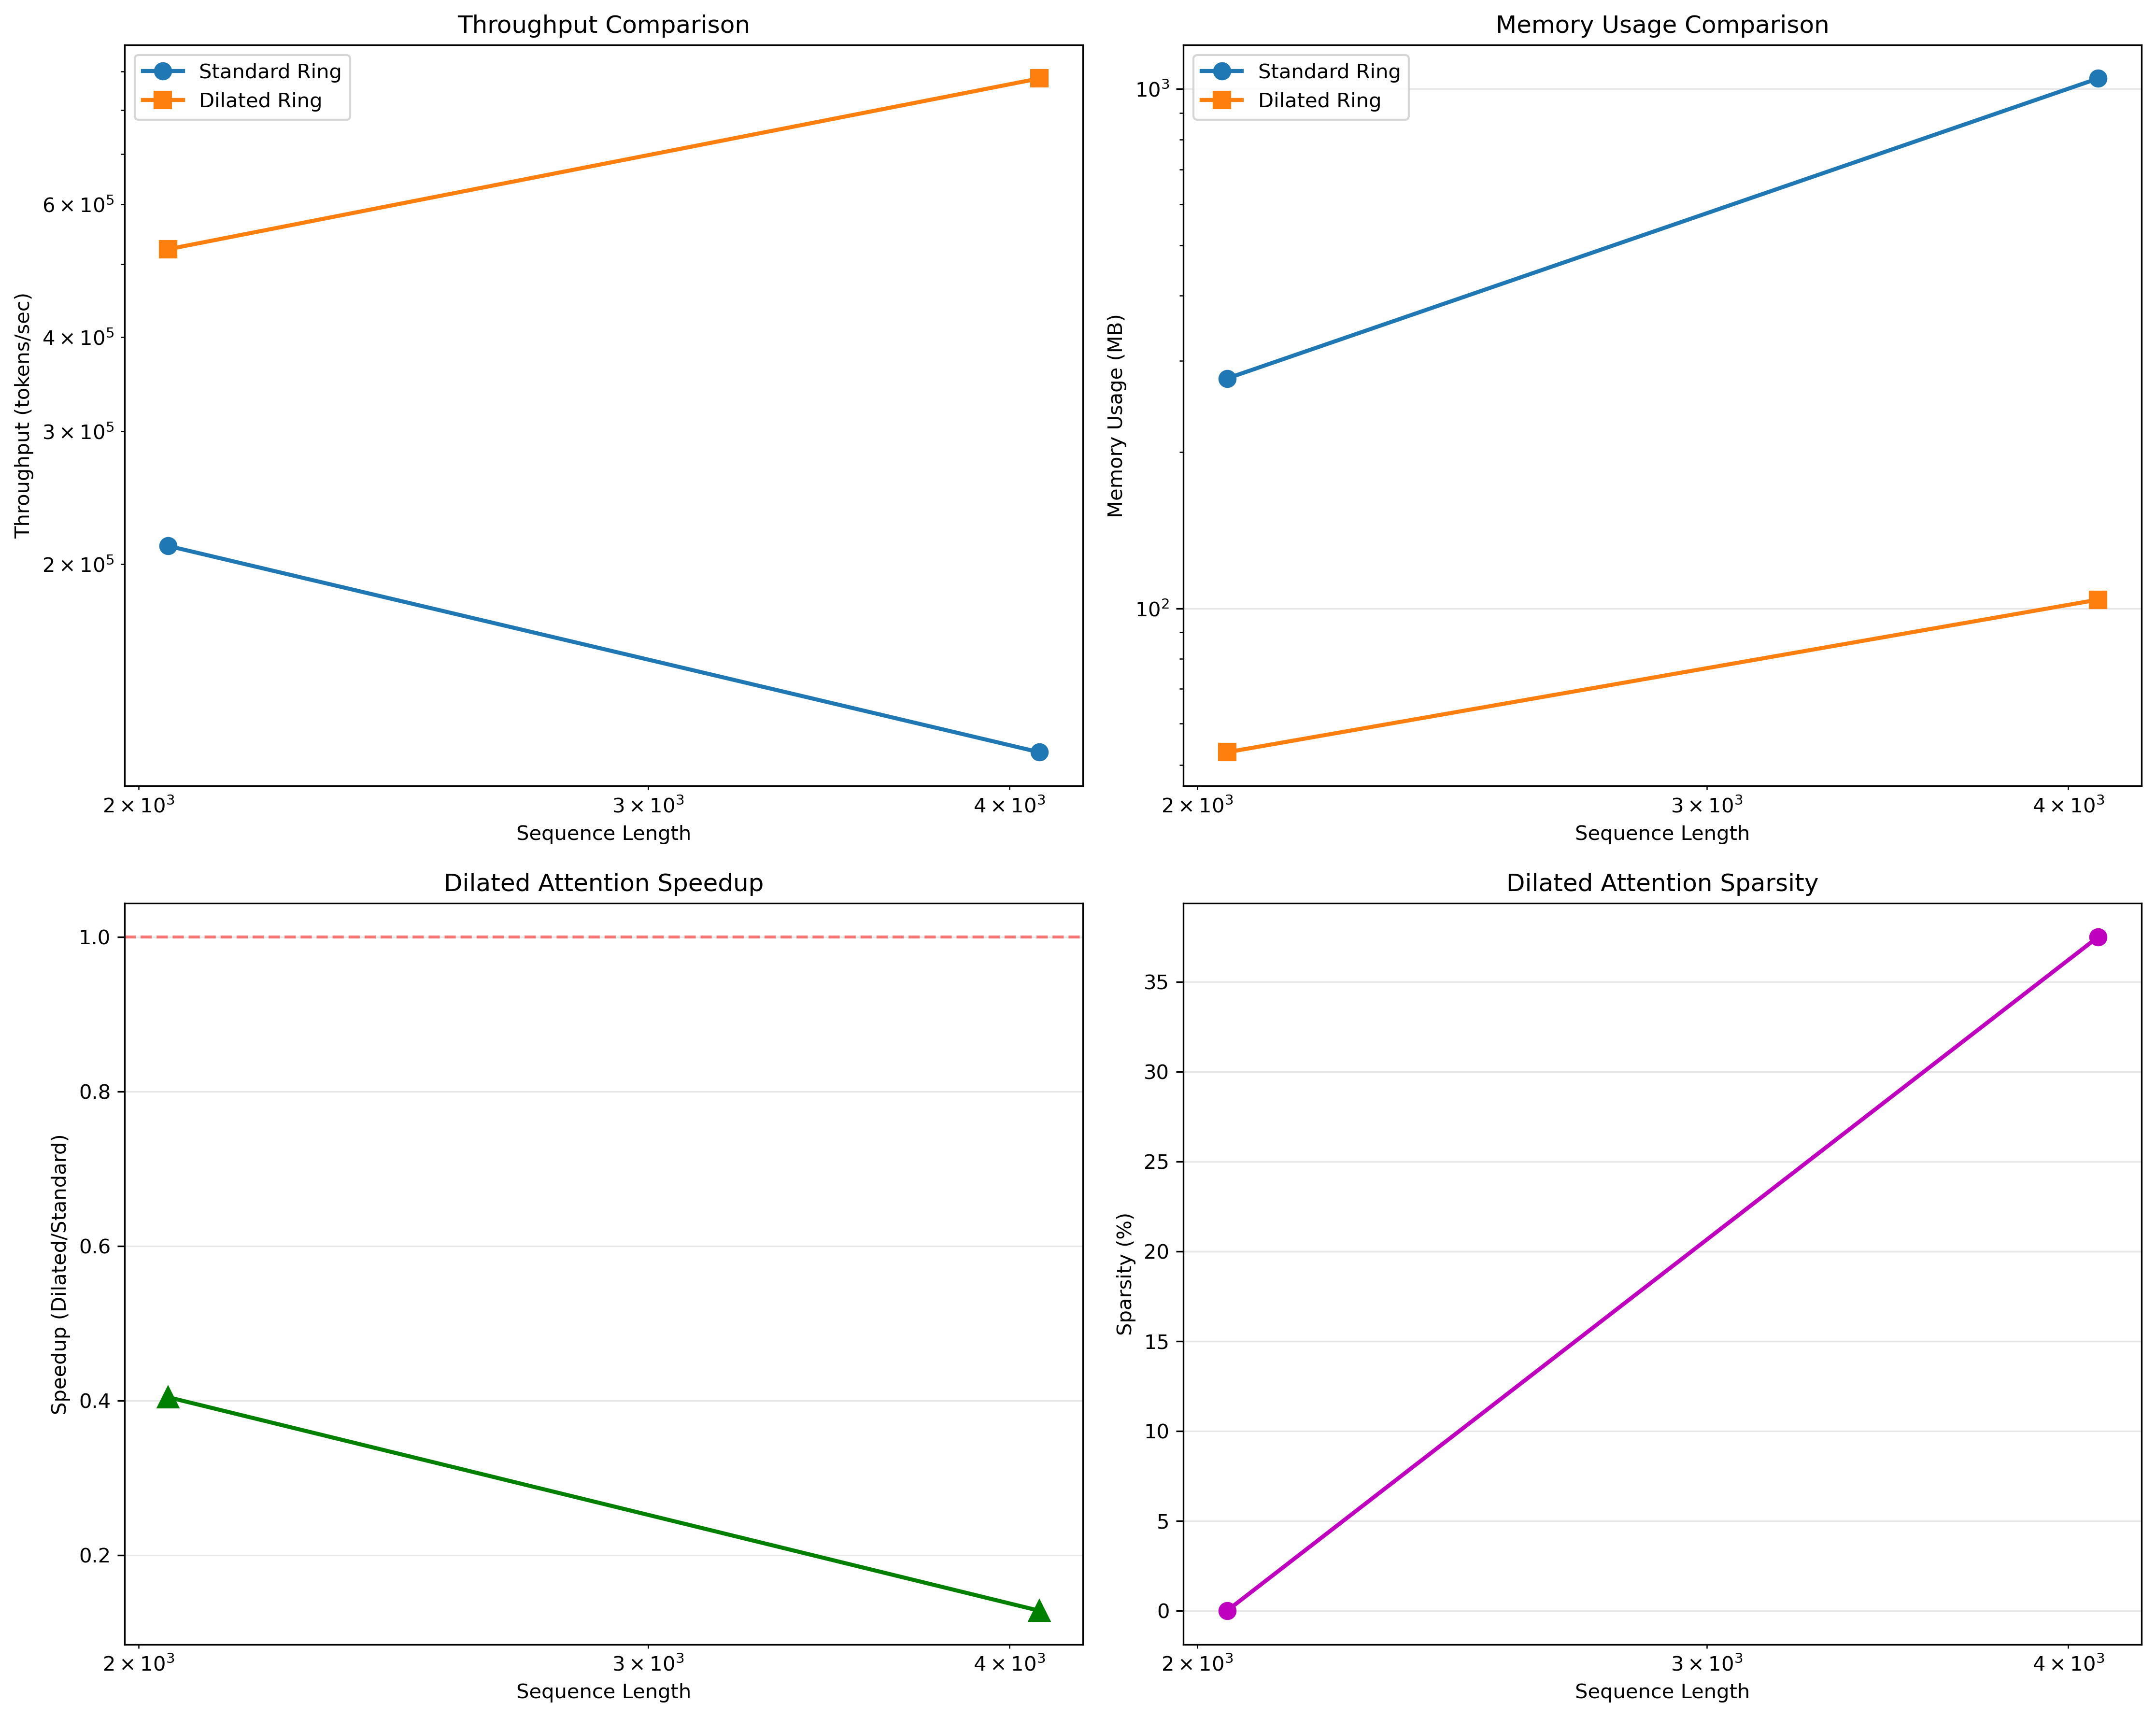 Throughput Comparison
Standard Ring
Dilated Ring
6 × 10⁵
4 × 10⁵
3 × 10⁵
2 × 10⁵
Throughput (tokens/sec)
2 × 10³
3 × 10³
4 × 10³
Sequence Length
Memory Usage Comparison
Standard Ring
Dilated Ring
10³
10²
Memory Usage (MB)
2 × 10³
3 × 10³
4 × 10³
Sequence Length
Dilated Attention Speedup
1.0
0.8
0.6
0.4
0.2
Speedup (Dilated/Standard)
2 × 10³
3 × 10³
4 × 10³
Sequence Length
Dilated Attention Sparsity
35
30
25
20
15
10
5
0
Sparsity (%)
2 × 10³
3 × 10³
4 × 10³
Sequence Length